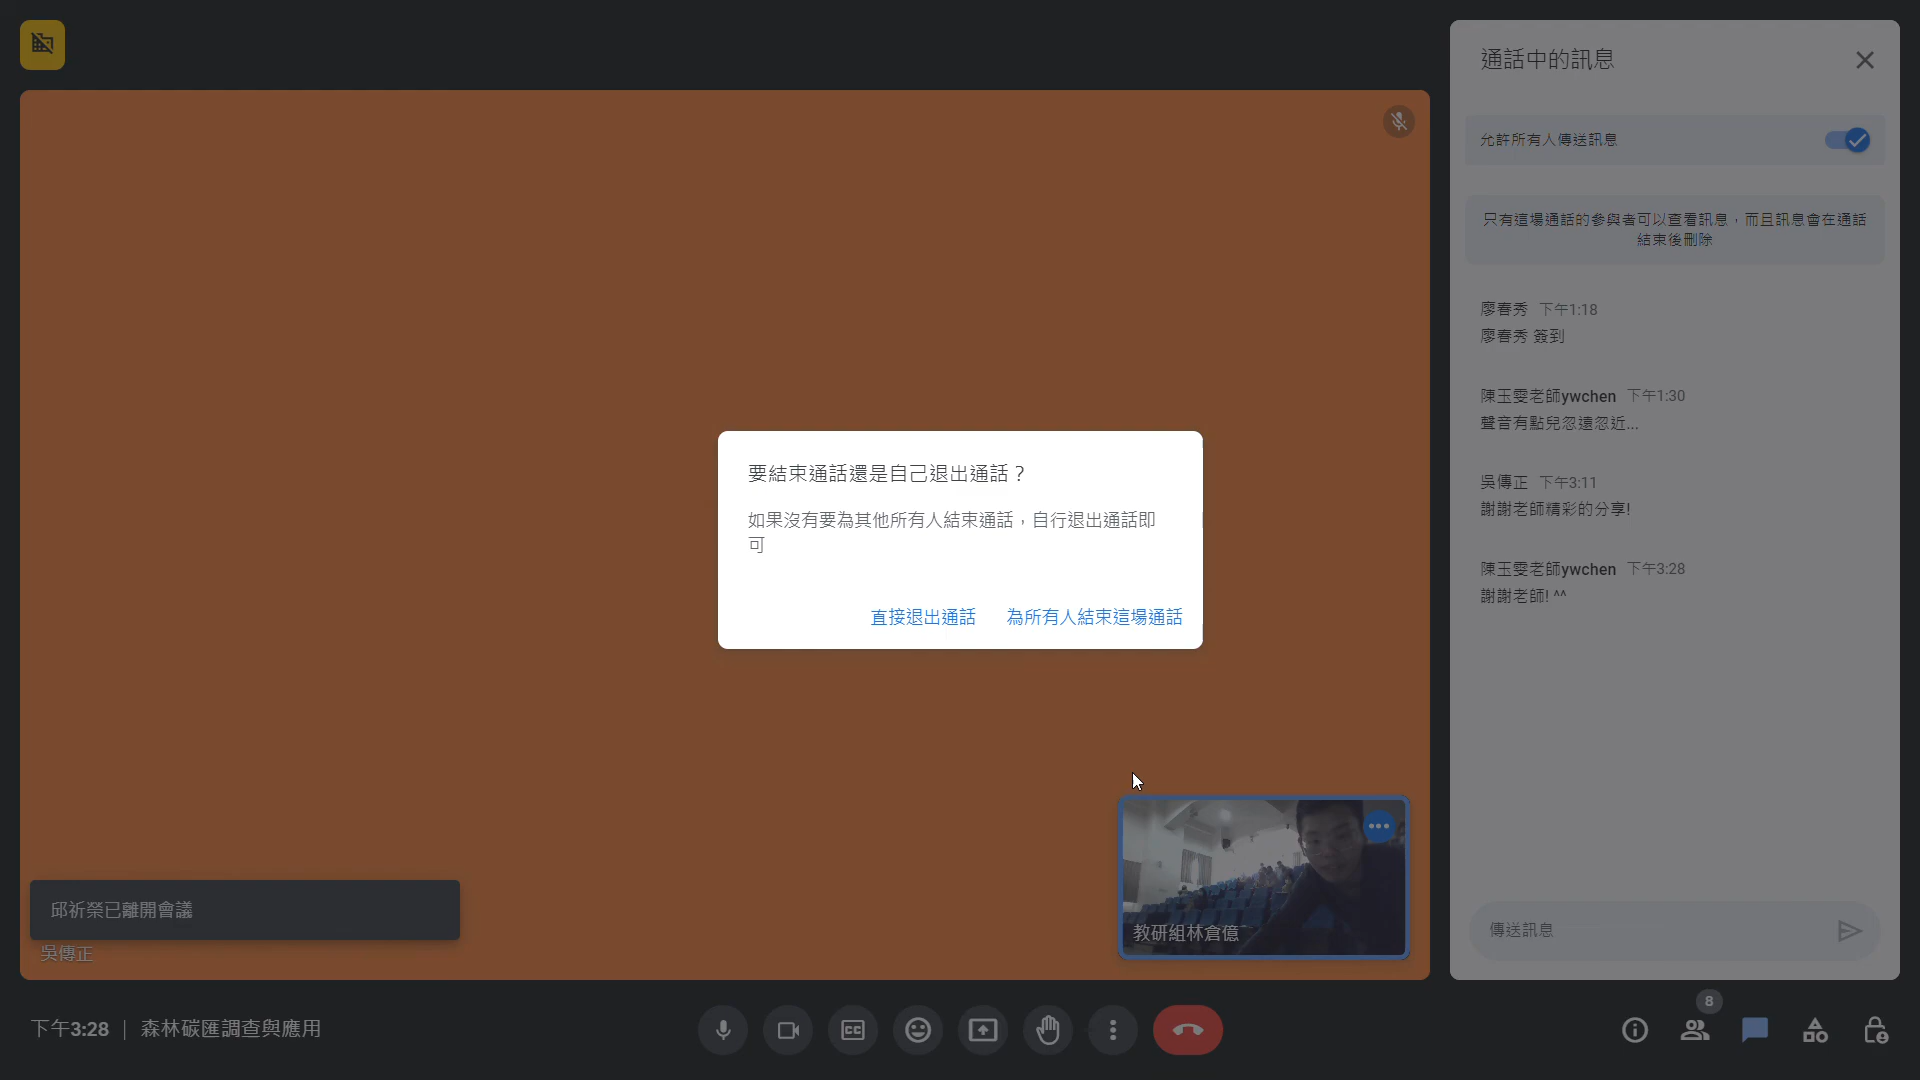 通話中的訊息
允許所有人傳送訊息
只有這場通話的參與者可以查看訊息，而且訊息會在通話
結束後刪除
廖春秀 下午1:18
廖春秀 簽到
陳玉雯老師ywchen 下午1:30
聲音有點兒忽遠忽近...
吳傳正 下午3:11
謝謝老師精彩的分享!
陳玉雯老師ywchen 下午3:28
謝謝老師! ^^
要結束通話還是自己退出通話？
如果沒有要為其他所有人結束通話，自行退出通話即
可
直接退出通話 為所有人結束這場通話
教研組林倉億
邱祈榮已離開會議
吳傳正
傳送訊息
下午3:28 | 森林碳匯調查與應用
CC
8